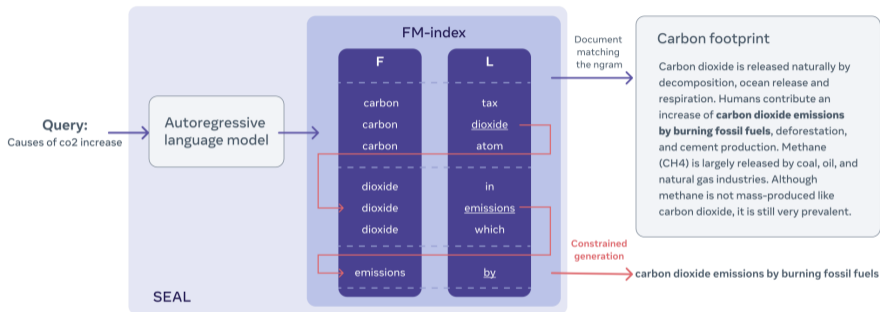 Query:
Causes of co2 increase
Autoregressive
language model
SEAL
FM-index
F
L
carbon
tax
carbon
dioxide
carbon
atom
dioxide
in
dioxide
emissions
dioxide
which
emissions
by
Document
matching
the ngram
Constrained
generation
Carbon footprint
Carbon dioxide is released naturally by
decomposition, ocean release and
respiration. Humans contribute an
increase of carbon dioxide emissions
by burning fossil fuels, deforestation,
and cement production. Methane
(CH4) is largely released by coal, oil, and
natural gas industries. Although
methane is not mass-produced like
carbon dioxide, it is still very prevalent.
carbon dioxide emissions by burning fossil fuels